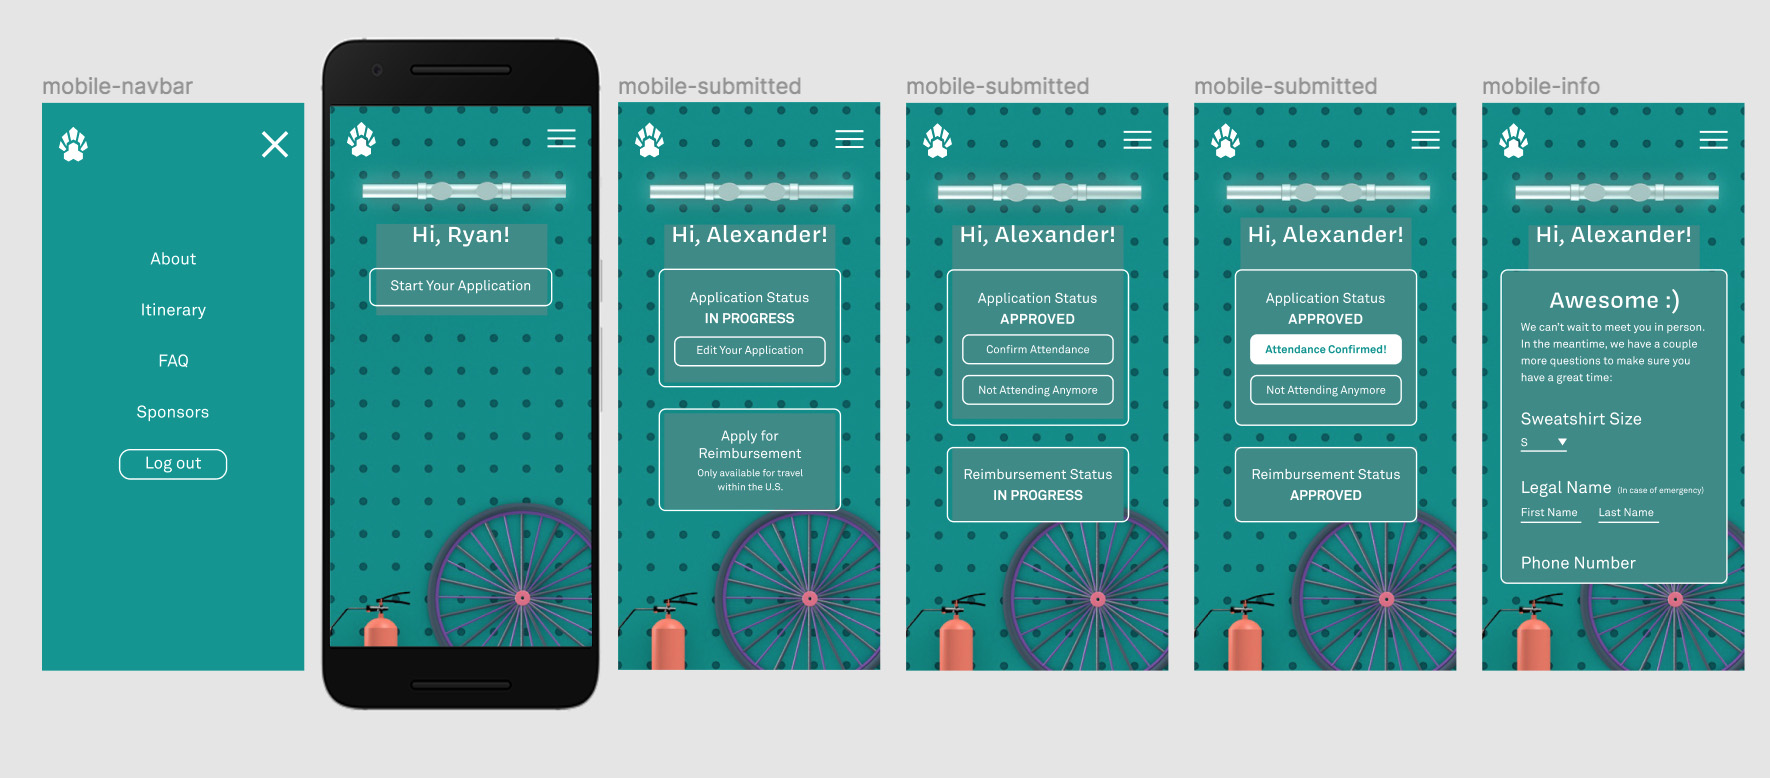 mobile-navbar
About
Itinerary
FAQ
Sponsors
Log out
Hi, Ryan!
Start Your Application
mobile-submitted
Hi, Alexander!
Application Status
IN PROGRESS
Edit Your Application
Apply for
Reimbursement
Only available for travel
within the U.S.
mobile-submitted
Hi, Alexander!
Application Status
APPROVED
Confirm Attendance
Not Attending Anymore
Reimbursement Status
IN PROGRESS
mobile-submitted
Hi, Alexander!
Application Status
APPROVED
Attendance Confirmed!
Not Attending Anymore
Reimbursement Status
APPROVED
mobile-info
Hi, Alexander!
Awesome :)
We can't wait to meet you in person.
In the meantime, we have a couple
more questions to make sure you
have a great time:
Sweatshirt Size
S
Legal Name (In case of emergency)
First Name Last Name
Phone Number